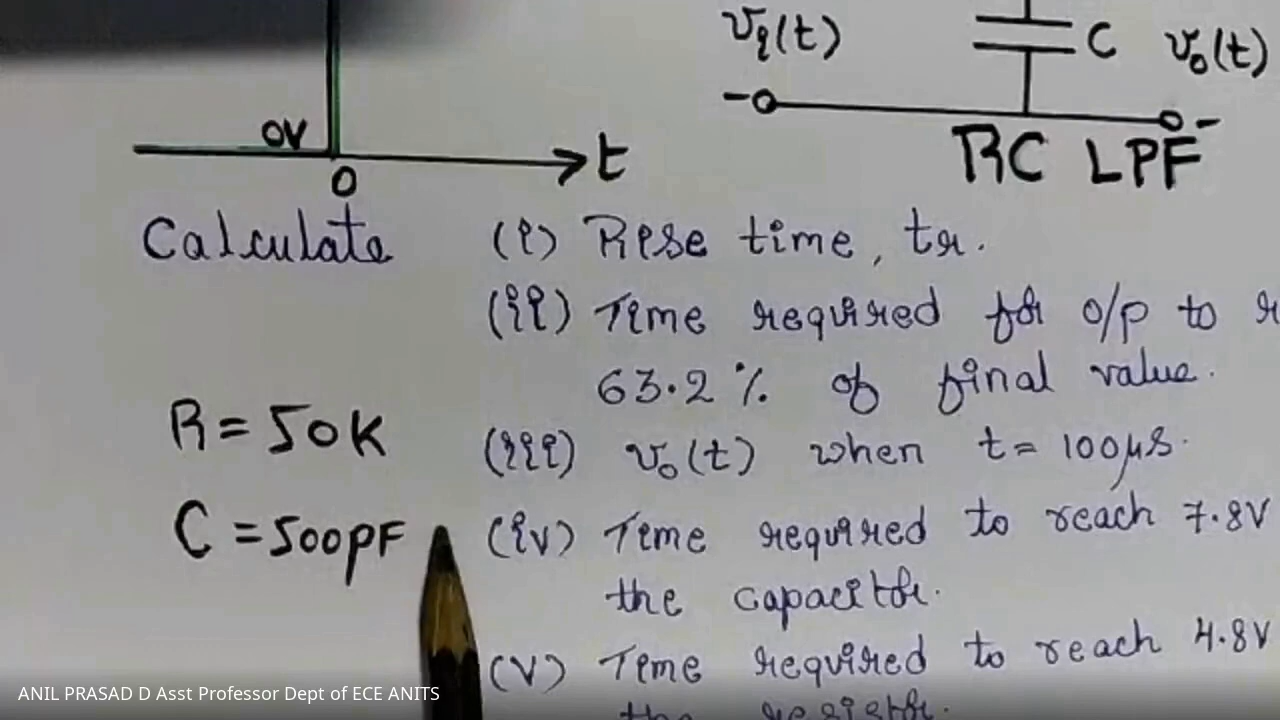 vi(t)
C
vo(t)
-
-
0V
t
0
RC LPF
Calculate (i) Rise time, tr.
(ii) Time required for o/p to r
63.2% of final value.
R = 50K
(iii) vo(t) when t = 100μs.
C = 500pF
(iv) Time required to reach 7.8V
the capacitor.
(v) Time required to reach 4.8V
the resistor.
ANIL PRASAD D Asst Professor Dept of ECE ANITS